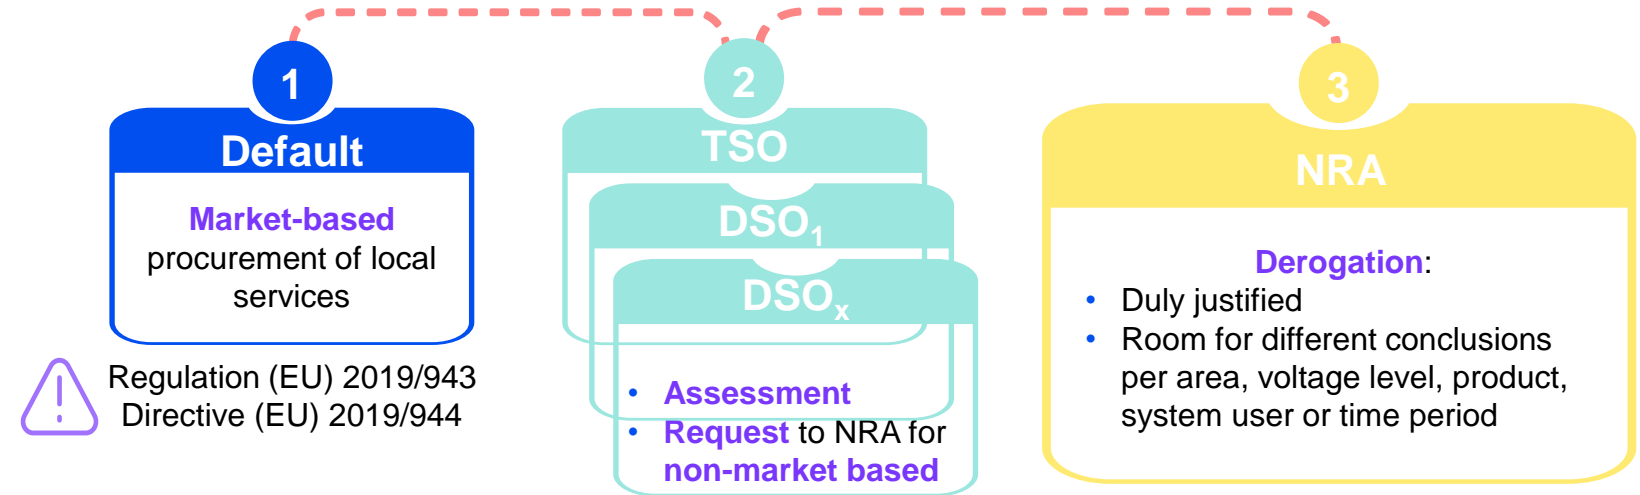 1
Default
Market-based
procurement of local
services
Regulation (EU) 2019/943
Directive (EU) 2019/944
2
TSO
DSO1
DSOx
• Assessment
• Request to NRA for
non-market based
3
NRA
Derogation:
• Duly justified
• Room for different conclusions
per area, voltage level, product,
system user or time period